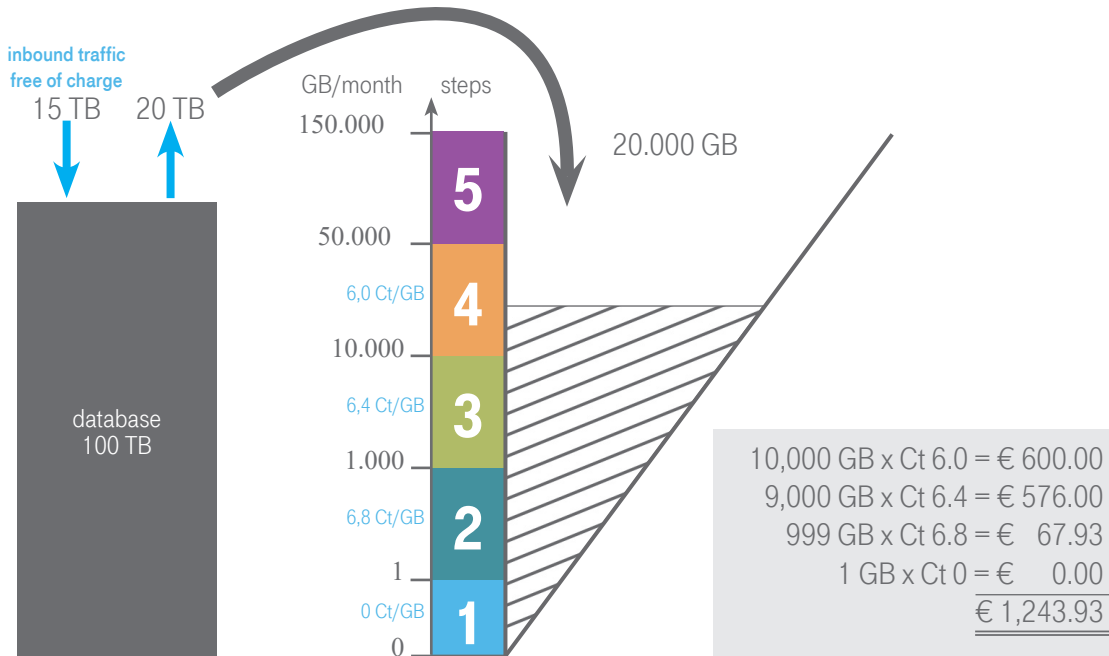 inbound traffic
free of charge
15 TB 20 TB
database
100 TB
GB/month steps
150.000
50.000
6,0 Ct/GB
10.000
6,4 Ct/GB
1.000
6,8 Ct/GB
1
0 Ct/GB
0
5
4
3
2
1
20.000 GB
10,000 GB x Ct 6.0 = € 600.00
9,000 GB x Ct 6.4 = € 576.00
999 GB x Ct 6.8 = € 67.93
1 GB x Ct 0 = € 0.00
€ 1,243.93